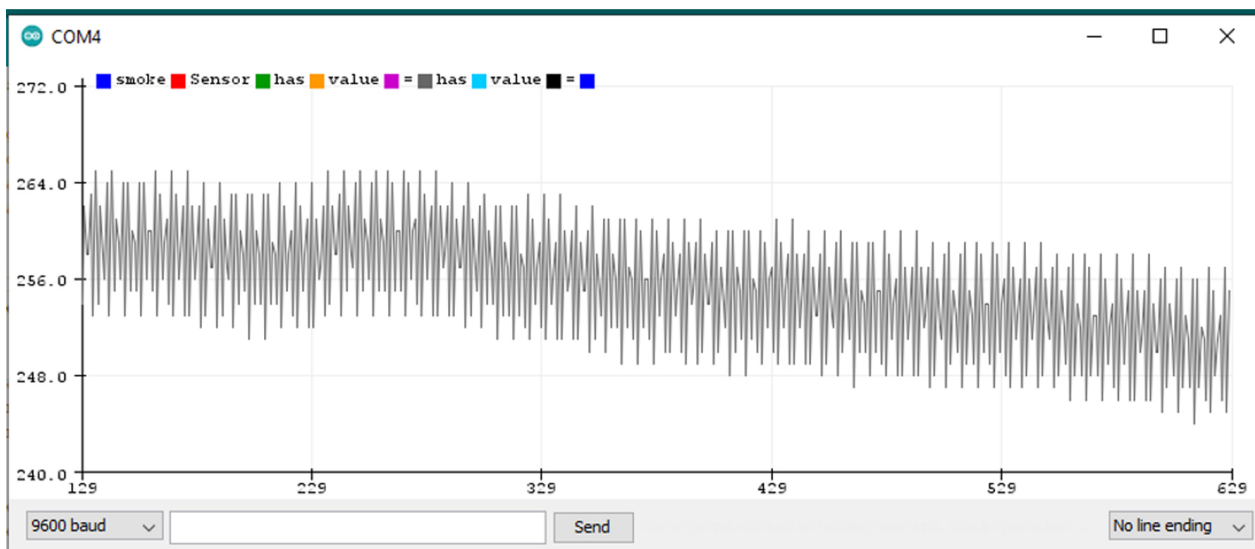 COM4
smoke Sensor has value = has value =
272.0
264.0
256.0
248.0
240.0
129 229 329 429 529 629
9600 baud Send No line ending